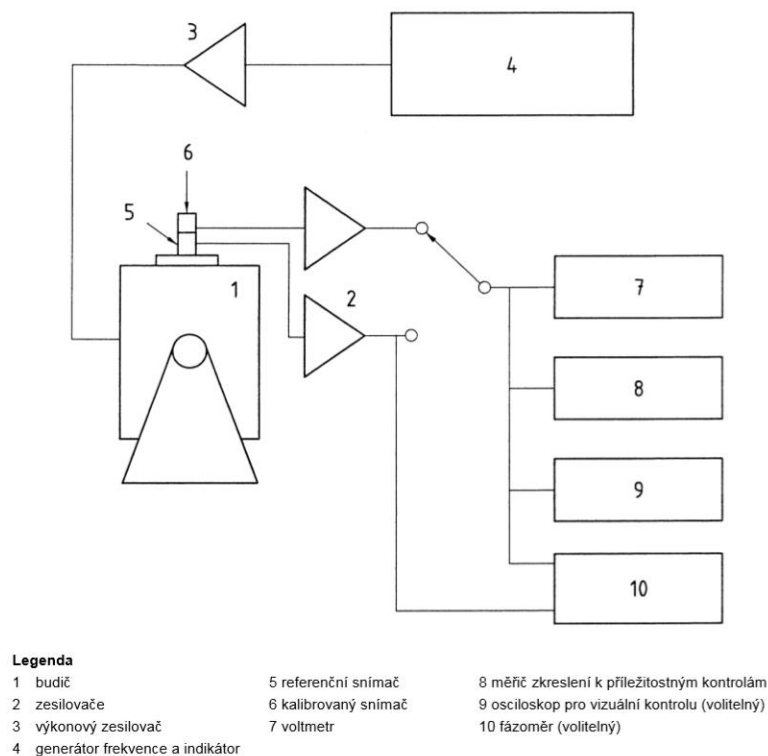 3
4
6
5
1
2
7
8
9
10
Legenda
1 budič
2 zesilovače
3 výkonový zesilovač
4 generátor frekvence a indikátor
5 referenční snímač
6 kalibrovaný snímač
7 voltmetr
8 měřič zkreslení k příležitostným kontrolám
9 osciloskop pro vizuální kontrolu (volitelný)
10 fázoměr (volitelný)